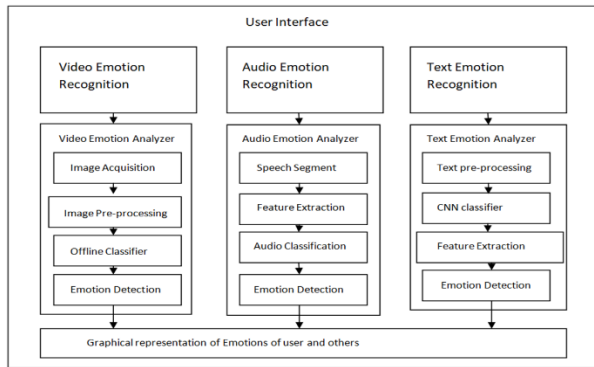 User Interface
Video Emotion
Recognition
Audio Emotion
Recognition
Text Emotion
Recognition
Video Emotion Analyzer
Image Acquisition
Image Pre-processing
Offline Classifier
Emotion Detection
Audio Emotion Analyzer
Speech Segment
Feature Extraction
Audio Classification
Emotion Detection
Text Emotion Analyzer
Text pre-processing
CNN classifier
Feature Extraction
Emotion Detection
Graphical representation of Emotions of user and others